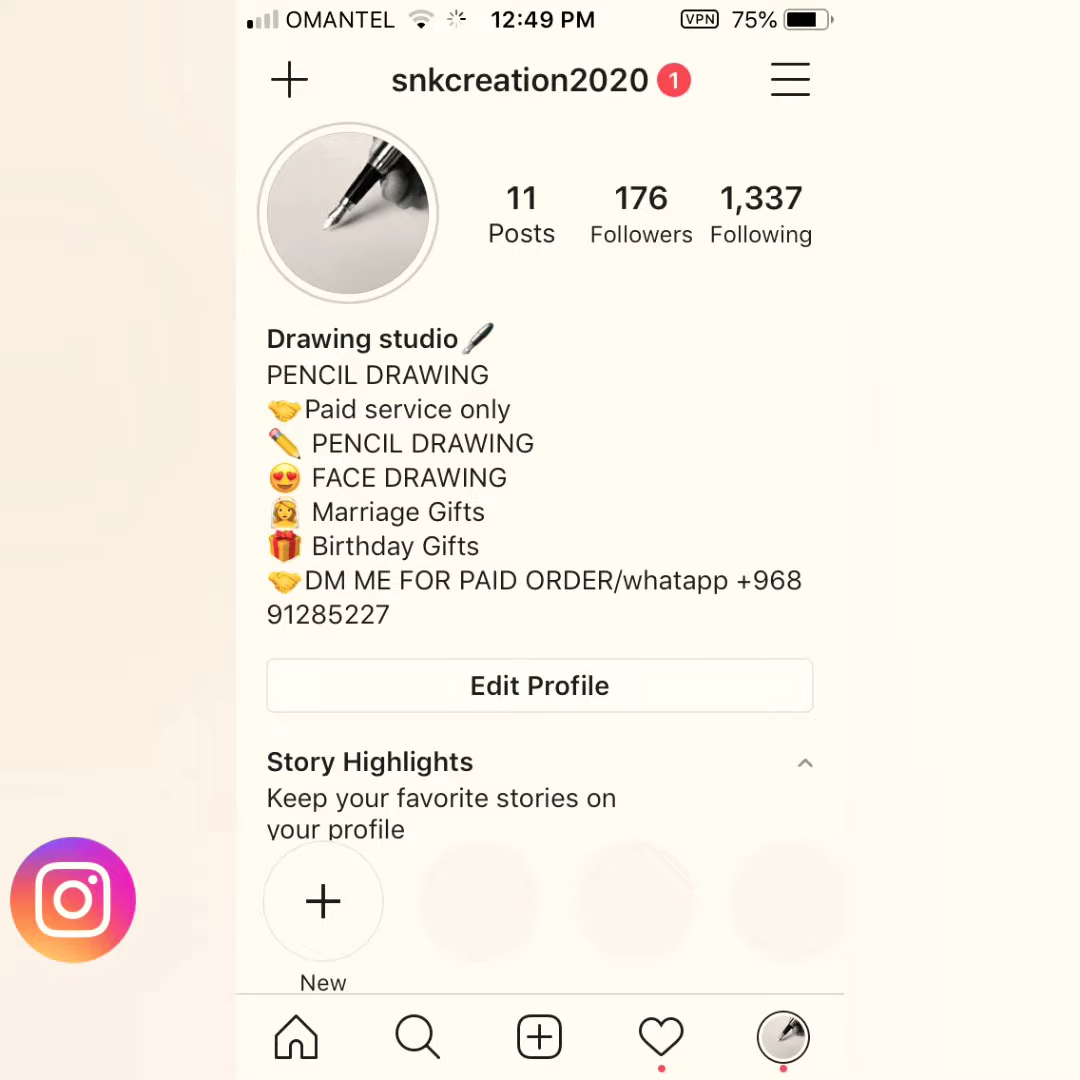 OMANTEL 12:49 PM VPN 75%
snkcreation2020 1
11 176 1,337
Posts Followers Following
Drawing studio
PENCIL DRAWING
Paid service only
PENCIL DRAWING
FACE DRAWING
Marriage Gifts
Birthday Gifts
DM ME FOR PAID ORDER/whatapp +968
91285227
Edit Profile
Story Highlights
Keep your favorite stories on
your profile
New